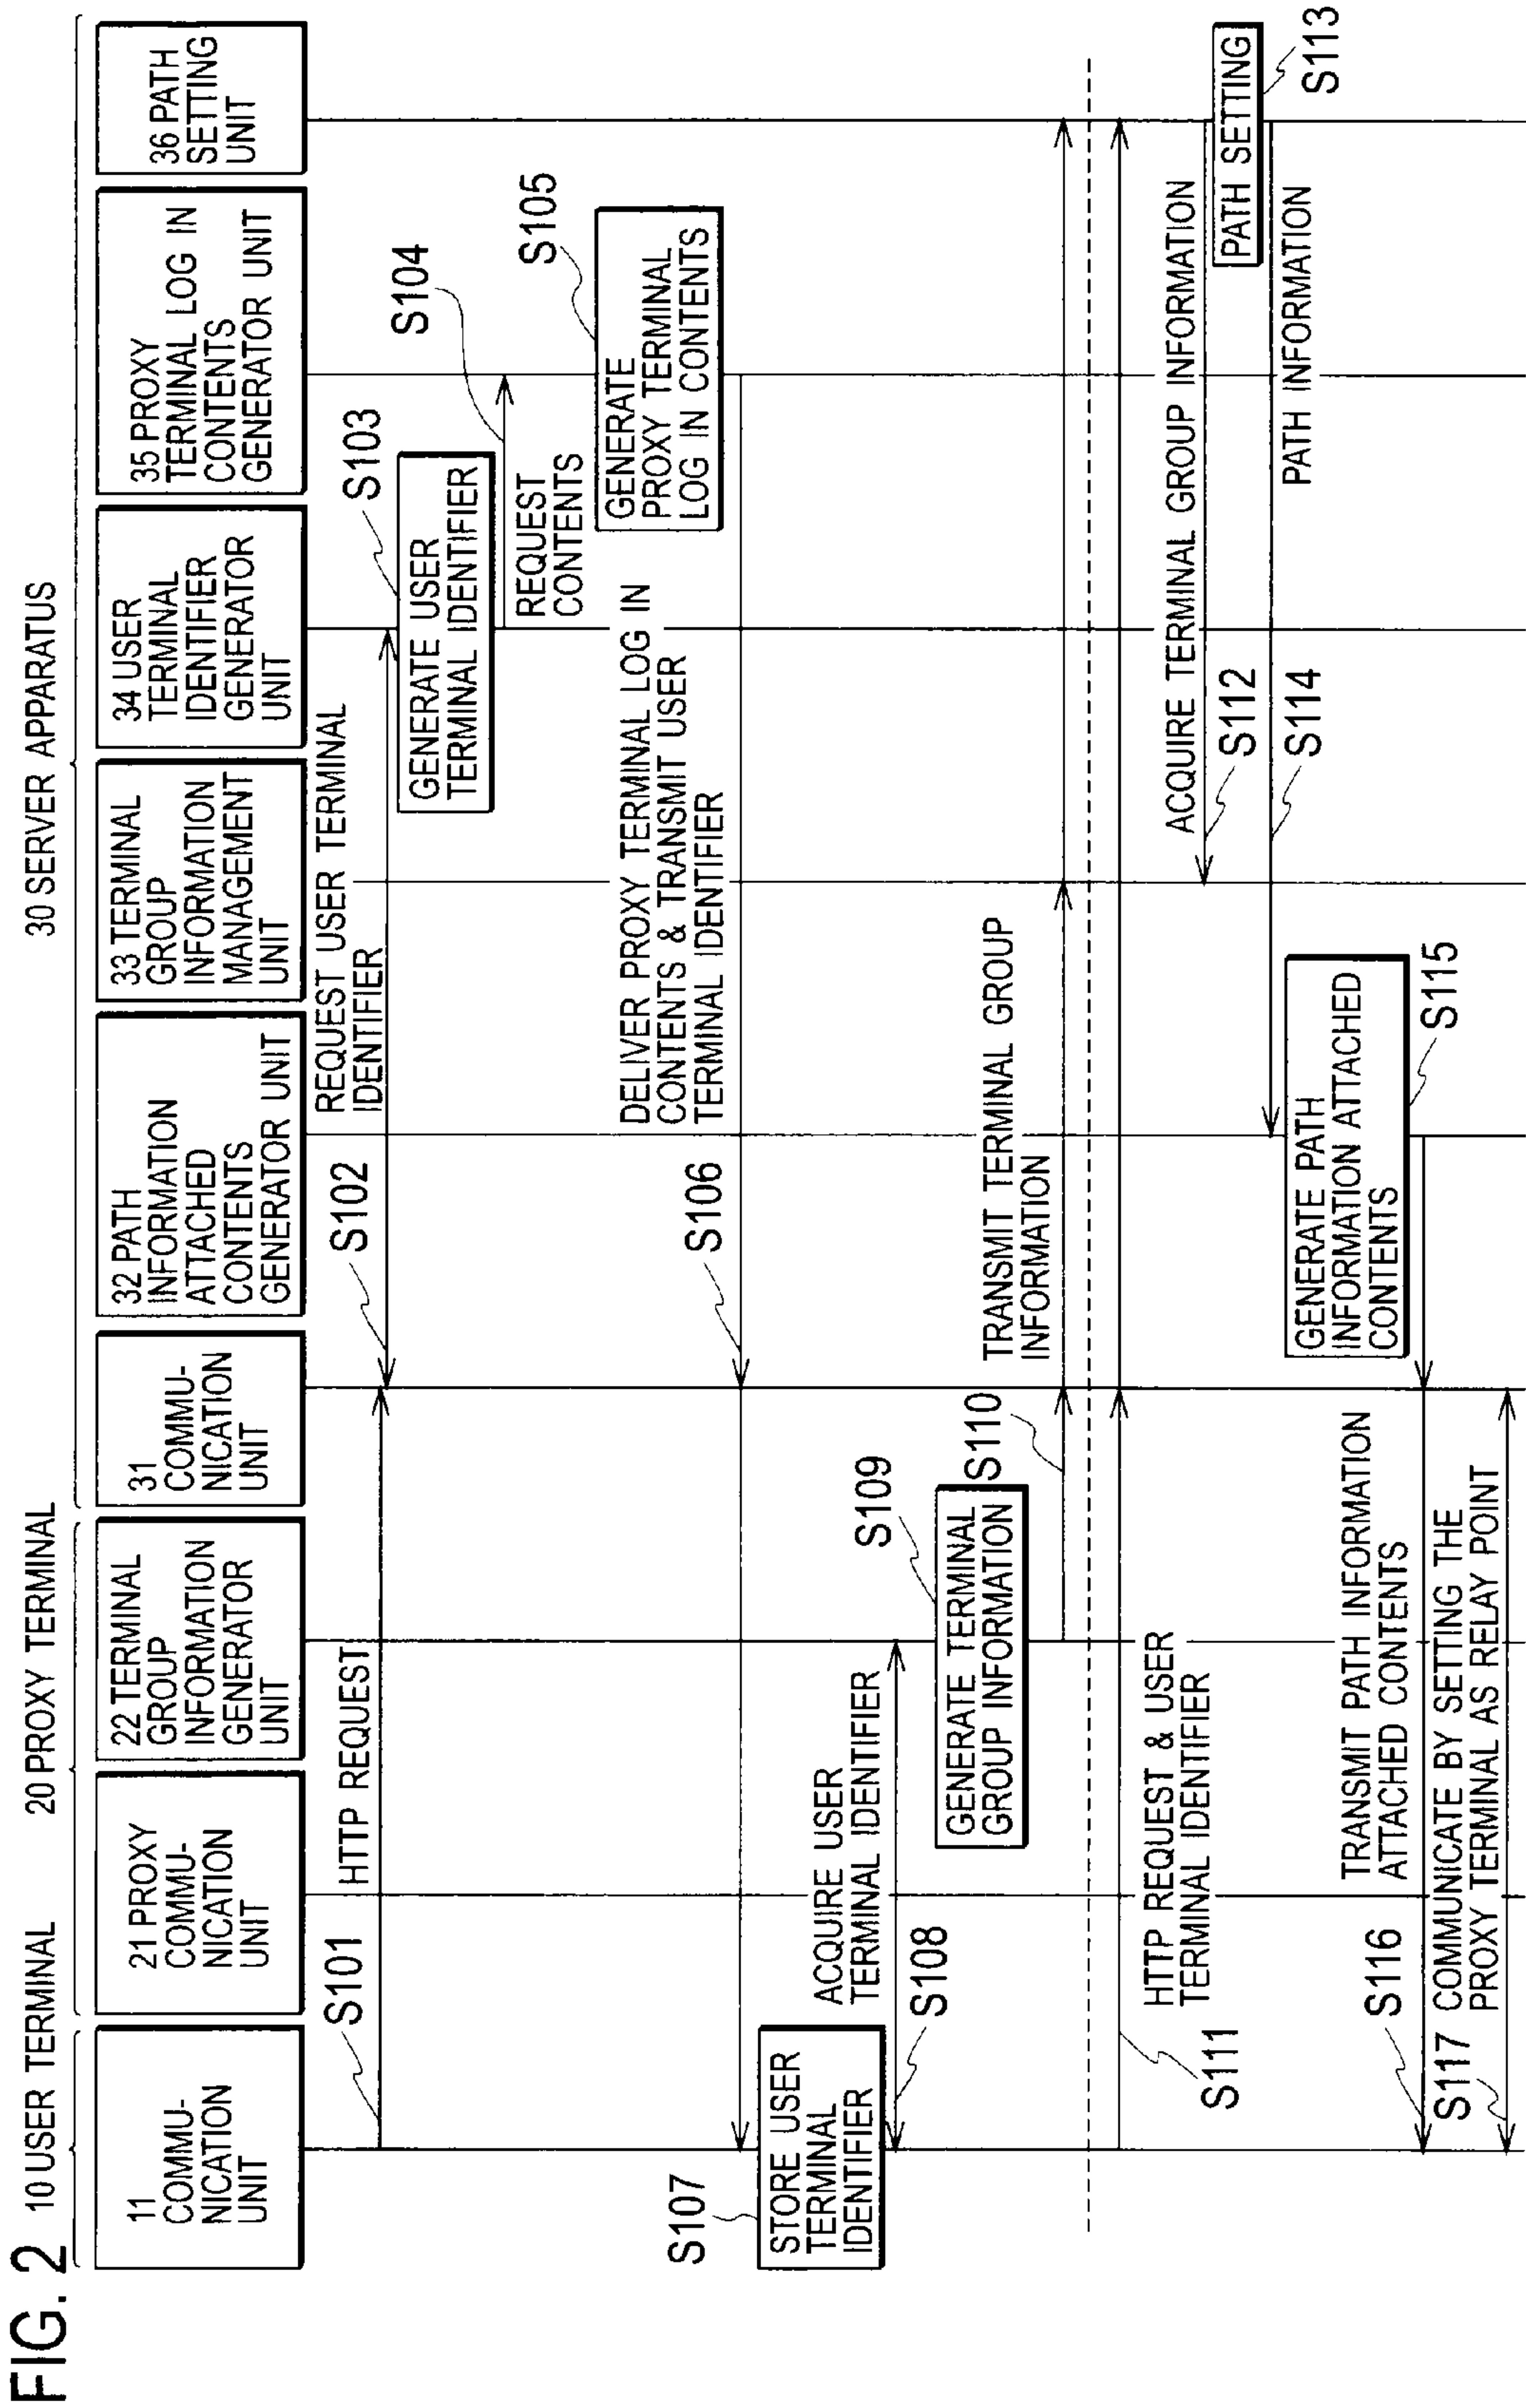 FIG. 2
10 USER TERMINAL
20 PROXY TERMINAL
30 SERVER APPARATUS
11
COMMU-
NICATION
UNIT
21 PROXY
COMMU-
NICATION
UNIT
22 TERMINAL
GROUP
INFORMATION
GENERATOR
UNIT
31
COMMU-
NICATION
UNIT
32 PATH
INFORMATION
ATTACHED
CONTENTS
GENERATOR UNIT
33 TERMINAL
GROUP
INFORMATION
MANAGEMENT
UNIT
34 USER
TERMINAL
IDENTIFIER
GENERATOR
UNIT
35 PROXY
TERMINAL LOG IN
CONTENTS
GENERATOR UNIT
36 PATH
SETTING
UNIT
S101
HTTP REQUEST
S102
REQUEST USER TERMINAL
IDENTIFIER
S103
GENERATE USER
TERMINAL IDENTIFIER
S104
REQUEST
CONTENTS
S105
GENERATE
PROXY TERMINAL
LOG IN CONTENTS
DELIVER PROXY TERMINAL LOG IN
CONTENTS & TRANSMIT USER
TERMINAL IDENTIFIER
S106
S107
STORE USER
TERMINAL
IDENTIFIER
ACQUIRE USER
TERMINAL IDENTIFIER
S108
S109
GENERATE TERMINAL
GROUP INFORMATION
S110
TRANSMIT TERMINAL GROUP
INFORMATION
HTTP REQUEST & USER
TERMINAL IDENTIFIER
S111
ACQUIRE TERMINAL GROUP INFORMATION
S112
PATH SETTING
S113
PATH INFORMATION
S114
GENERATE PATH
INFORMATION ATTACHED
CONTENTS
S115
TRANSMIT PATH INFORMATION
ATTACHED CONTENTS
S116
COMMUNICATE BY SETTING THE
PROXY TERMINAL AS RELAY POINT
S117